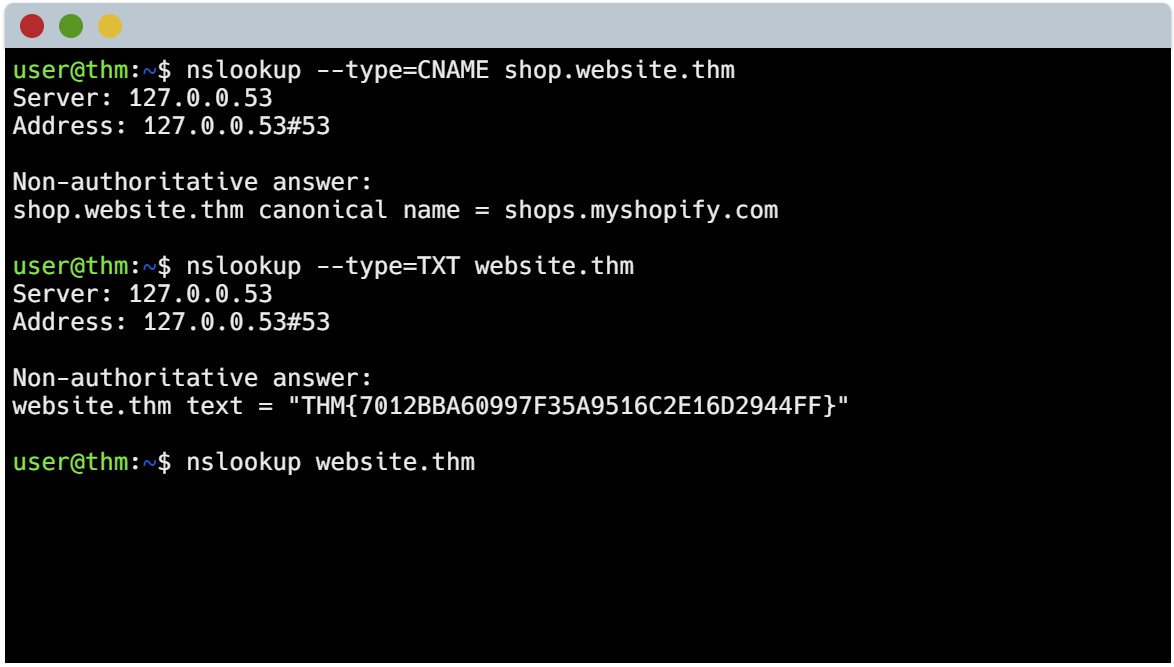 user@thm:~$ nslookup --type=CNAME shop.website.thm
Server: 127.0.0.53
Address: 127.0.0.53#53
Non-authoritative answer:
shop.website.thm canonical name = shops.myshopify.com
user@thm:~$ nslookup --type=TXT website.thm
Server: 127.0.0.53
Address: 127.0.0.53#53
Non-authoritative answer:
website.thm text = "THM{7012BBA60997F35A9516C2E16D2944FF}"
user@thm:~$ nslookup website.thm